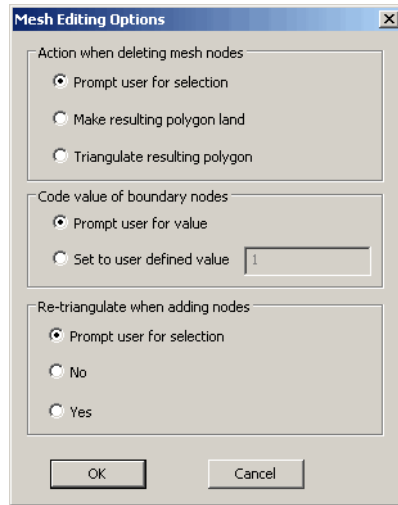 Mesh Editing Options
Action when deleting mesh nodes
Prompt user for selection
Make resulting polygon land
Triangulate resulting polygon
Code value of boundary nodes
Prompt user for value
Set to user defined value 1
Re-triangulate when adding nodes
Prompt user for selection
No
Yes
OK Cancel